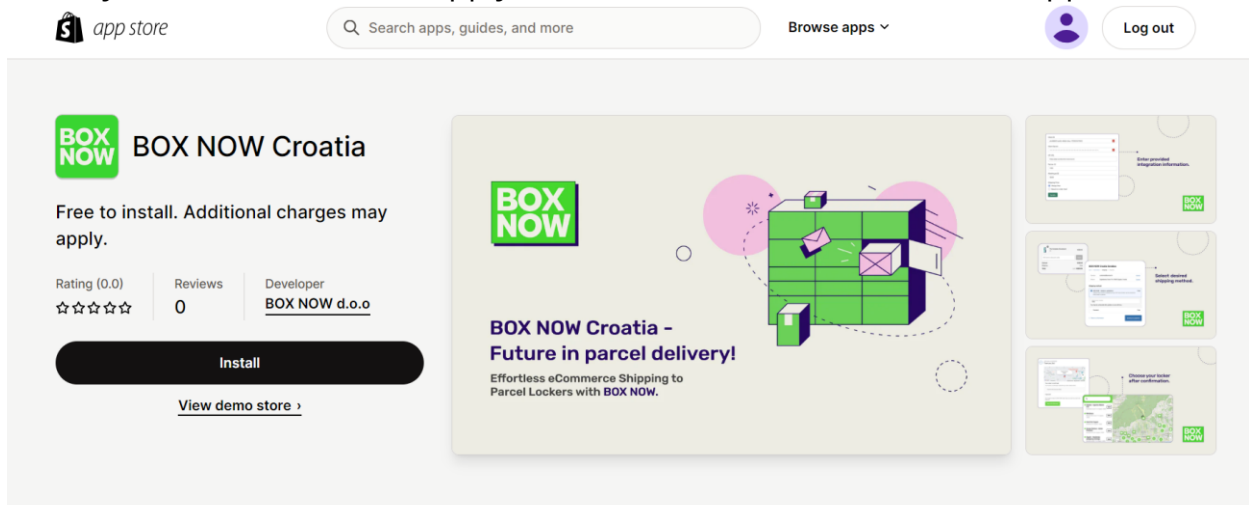 app store
Search apps, guides, and more
Browse apps
Log out
BOX
NOW
BOX NOW Croatia
Free to install. Additional charges may
apply.
Rating (0.0)
Reviews
Developer
0
BOX NOW d.o.o
Install
View demo store ›
BOX
NOW
BOX NOW Croatia -
Future in parcel delivery!
Effortless eCommerce Shipping to
Parcel Lockers with BOX NOW.
Enter provided
integration information.
BOX
NOW
Select desired
shipping method.
BOX
NOW
Choose your locker
after confirmation.
BOX
NOW